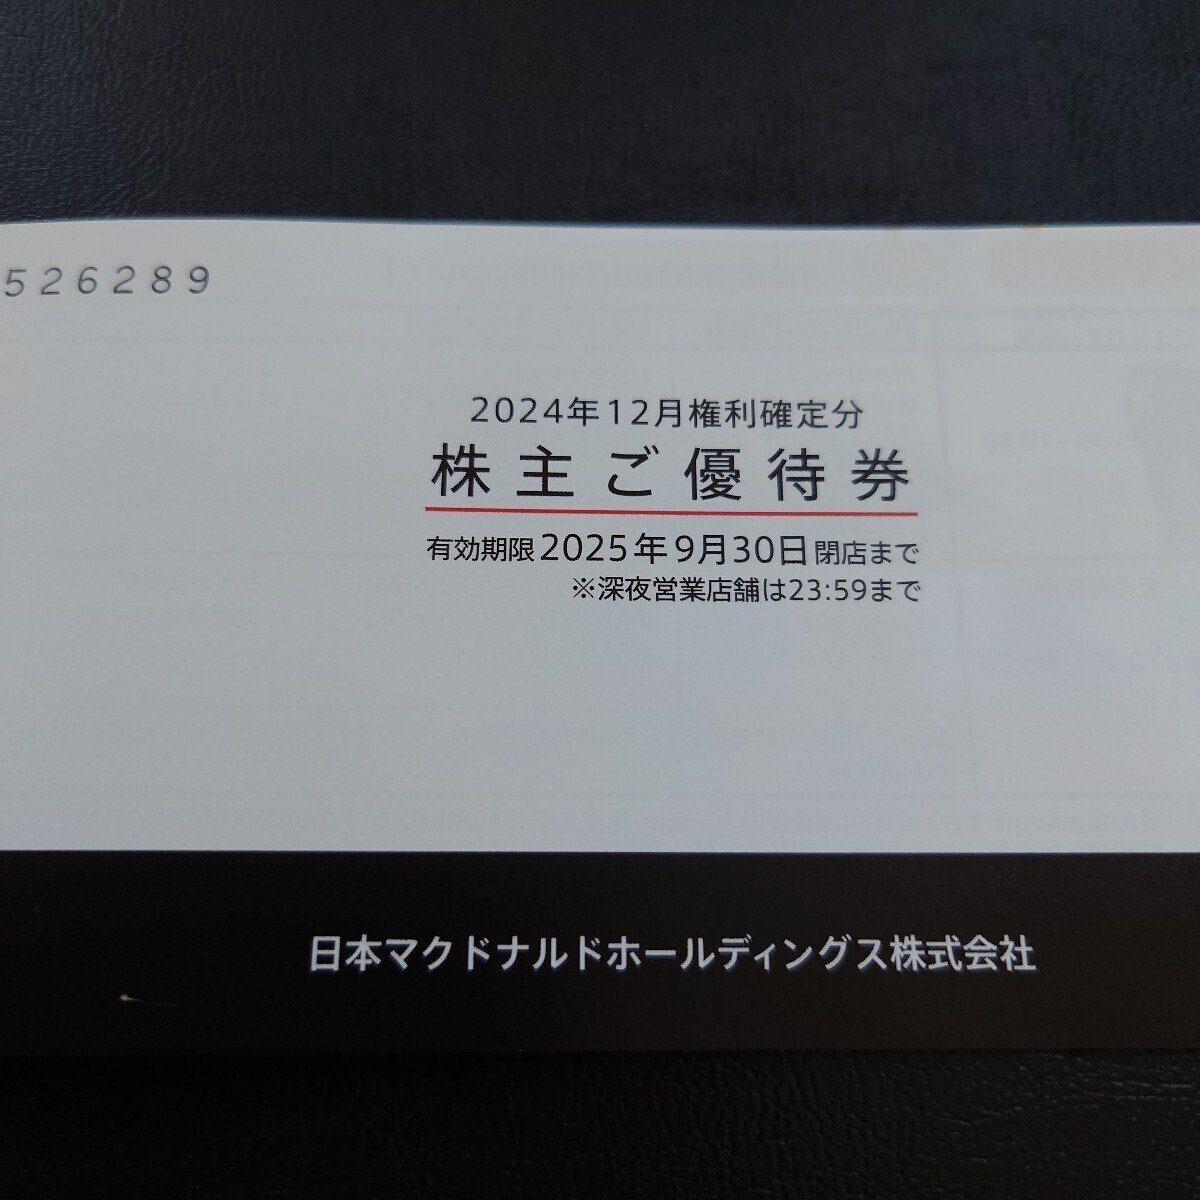 526289
2024年12月権利確定分
株主ご優待券
有効期限2025年9月30日閉店まで
※深夜営業店舗は23:59まで
日本マクドナルドホールディングス株式会社